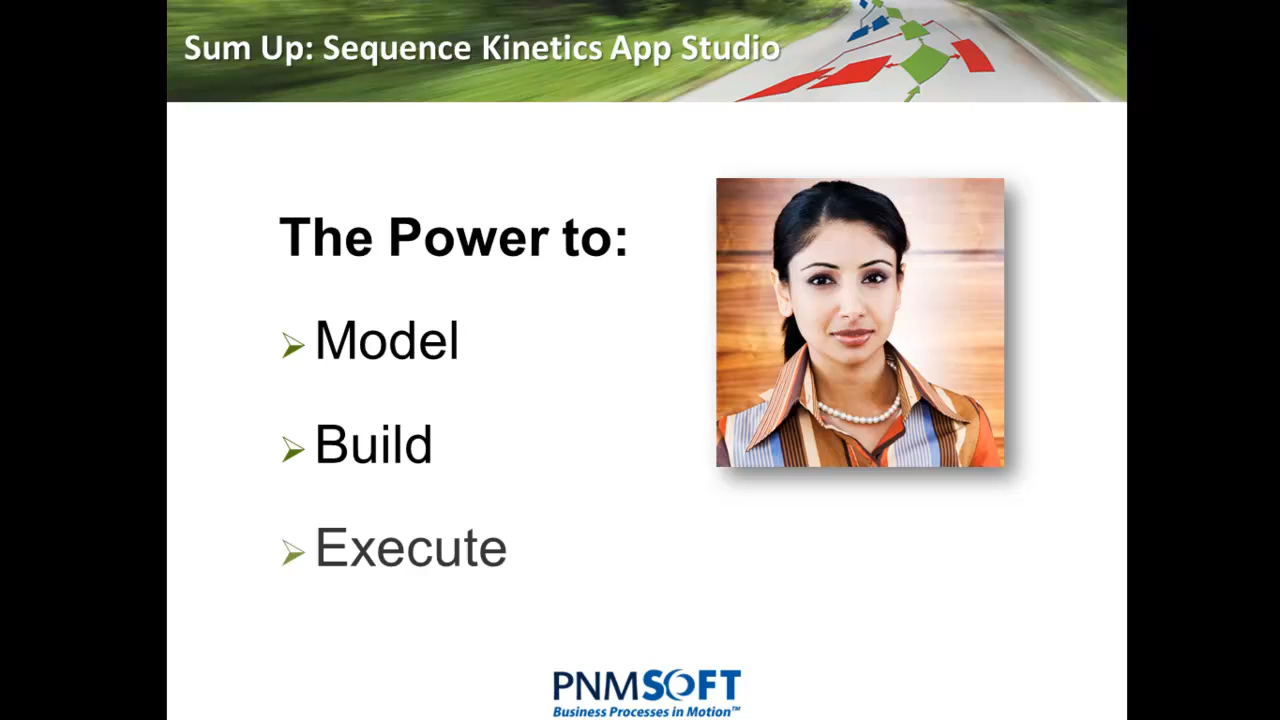 Sum Up: Sequence Kinetics App Studio
The Power to:
Model
Build
Execute
PNMSOFT
Business Processes in Motion™